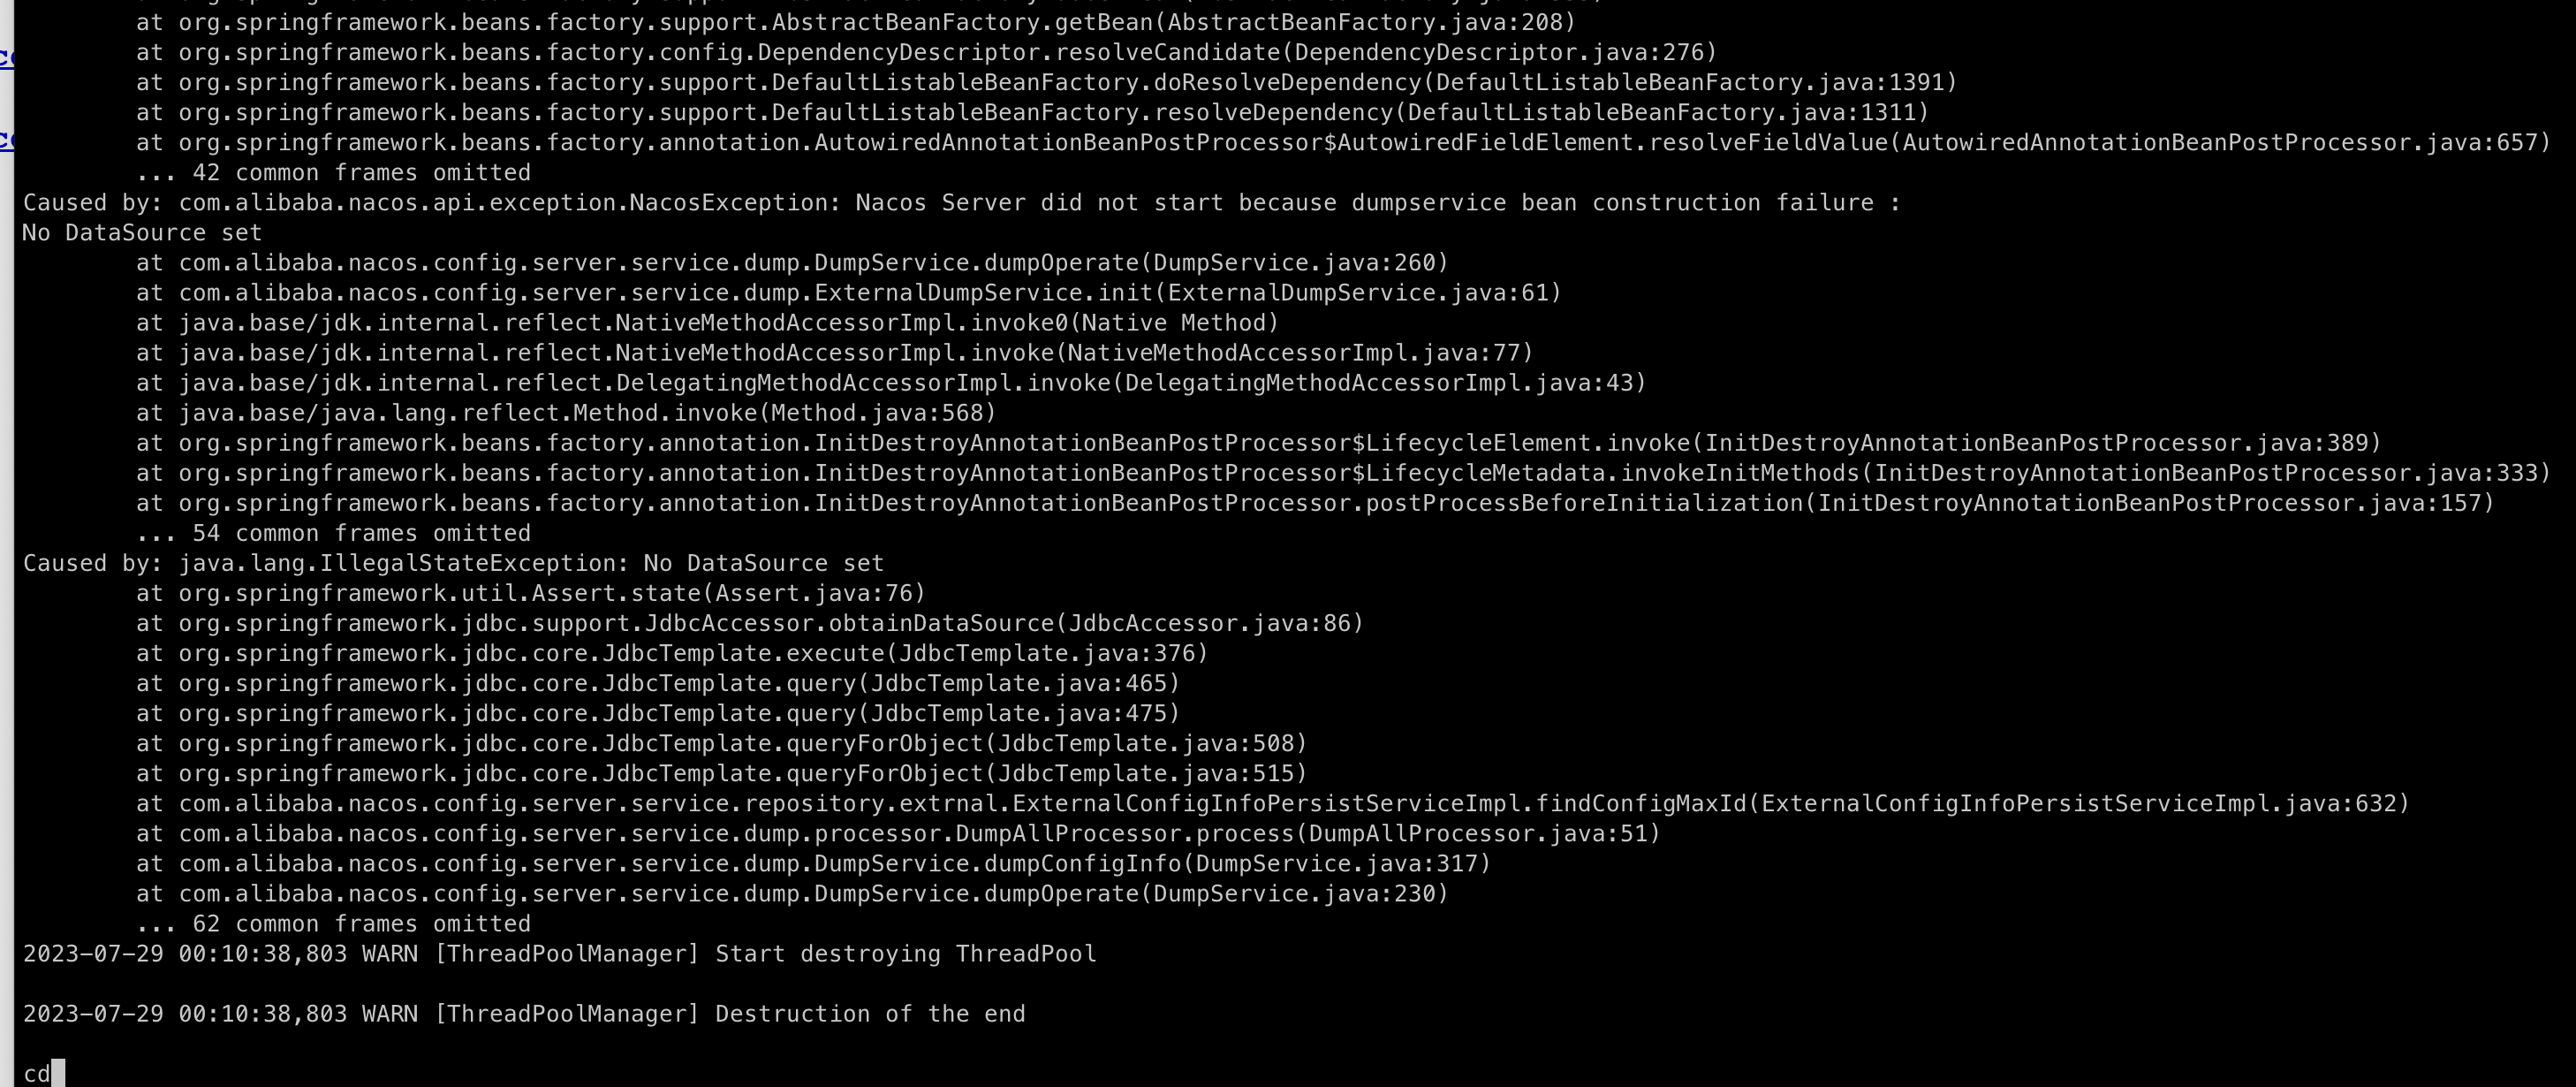 at org.springframework.beans.factory.support.AbstractBeanFactory.getBean(AbstractBeanFactory.java:208)
at org.springframework.beans.factory.config.DependencyDescriptor.resolveCandidate(DependencyDescriptor.java:276)
at org.springframework.beans.factory.support.DefaultListableBeanFactory.doResolveDependency(DefaultListableBeanFactory.java:1391)
at org.springframework.beans.factory.support.DefaultListableBeanFactory.resolveDependency(DefaultListableBeanFactory.java:1311)
at org.springframework.beans.factory.annotation.AutowiredAnnotationBeanPostProcessor$AutowiredFieldElement.resolveFieldValue(AutowiredAnnotationBeanPostProcessor.java:657)
... 42 common frames omitted
Caused by: com.alibaba.nacos.api.exception.NacosException: Nacos Server did not start because dumpservice bean construction failure :
No DataSource set
at com.alibaba.nacos.config.server.service.dump.DumpService.dumpOperate(DumpService.java:260)
at com.alibaba.nacos.config.server.service.dump.ExternalDumpService.init(ExternalDumpService.java:61)
at java.base/jdk.internal.reflect.NativeMethodAccessorImpl.invoke0(Native Method)
at java.base/jdk.internal.reflect.NativeMethodAccessorImpl.invoke(NativeMethodAccessorImpl.java:77)
at java.base/jdk.internal.reflect.DelegatingMethodAccessorImpl.invoke(DelegatingMethodAccessorImpl.java:43)
at java.base/java.lang.reflect.Method.invoke(Method.java:568)
at org.springframework.beans.factory.annotation.InitDestroyAnnotationBeanPostProcessor$LifecycleElement.invoke(InitDestroyAnnotationBeanPostProcessor.java:389)
at org.springframework.beans.factory.annotation.InitDestroyAnnotationBeanPostProcessor$LifecycleMetadata.invokeInitMethods(InitDestroyAnnotationBeanPostProcessor.java:333)
at org.springframework.beans.factory.annotation.InitDestroyAnnotationBeanPostProcessor.postProcessBeforeInitialization(InitDestroyAnnotationBeanPostProcessor.java:157)
... 54 common frames omitted
Caused by: java.lang.IllegalStateException: No DataSource set
at org.springframework.util.Assert.state(Assert.java:76)
at org.springframework.jdbc.support.JdbcAccessor.obtainDataSource(JdbcAccessor.java:86)
at org.springframework.jdbc.core.JdbcTemplate.execute(JdbcTemplate.java:376)
at org.springframework.jdbc.core.JdbcTemplate.query(JdbcTemplate.java:465)
at org.springframework.jdbc.core.JdbcTemplate.query(JdbcTemplate.java:475)
at org.springframework.jdbc.core.JdbcTemplate.queryForObject(JdbcTemplate.java:508)
at org.springframework.jdbc.core.JdbcTemplate.queryForObject(JdbcTemplate.java:515)
at com.alibaba.nacos.config.server.service.repository.extrnal.ExternalConfigInfoPersistServiceImpl.findConfigMaxId(ExternalConfigInfoPersistServiceImpl.java:632)
at com.alibaba.nacos.config.server.service.dump.processor.DumpAllProcessor.process(DumpAllProcessor.java:51)
at com.alibaba.nacos.config.server.service.dump.DumpService.dumpConfigInfo(DumpService.java:317)
at com.alibaba.nacos.config.server.service.dump.DumpService.dumpOperate(DumpService.java:230)
... 62 common frames omitted
2023-07-29 00:10:38,803 WARN [ThreadPoolManager] Start destroying ThreadPool
2023-07-29 00:10:38,803 WARN [ThreadPoolManager] Destruction of the end
cd